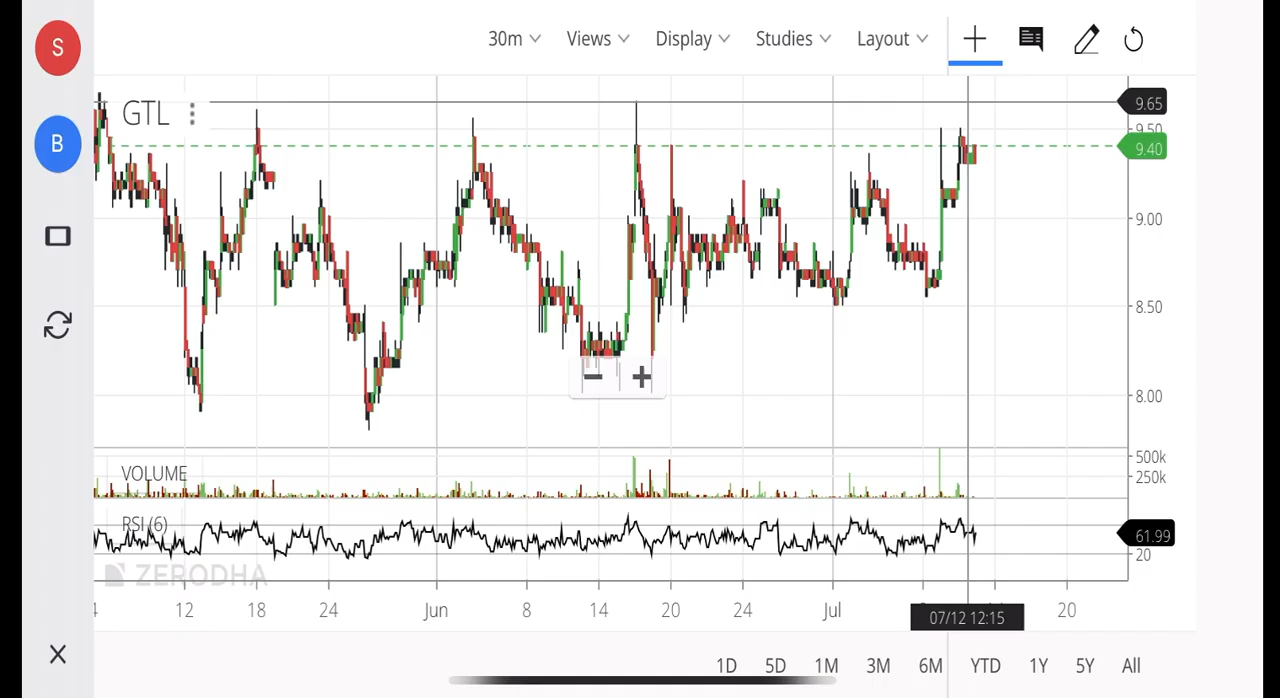 S
30m Views Display Studies Layout
GTL
9.65
9.50
B
9.40
9.00
8.50
8.00
VOLUME
500k
250k
RSI (6)
61.99
20
ZERODHA
12 18 24 Jun 8 14 20 24 Jul 20
07/12 12:15
1D 5D 1M 3M 6M YTD 1Y 5Y All